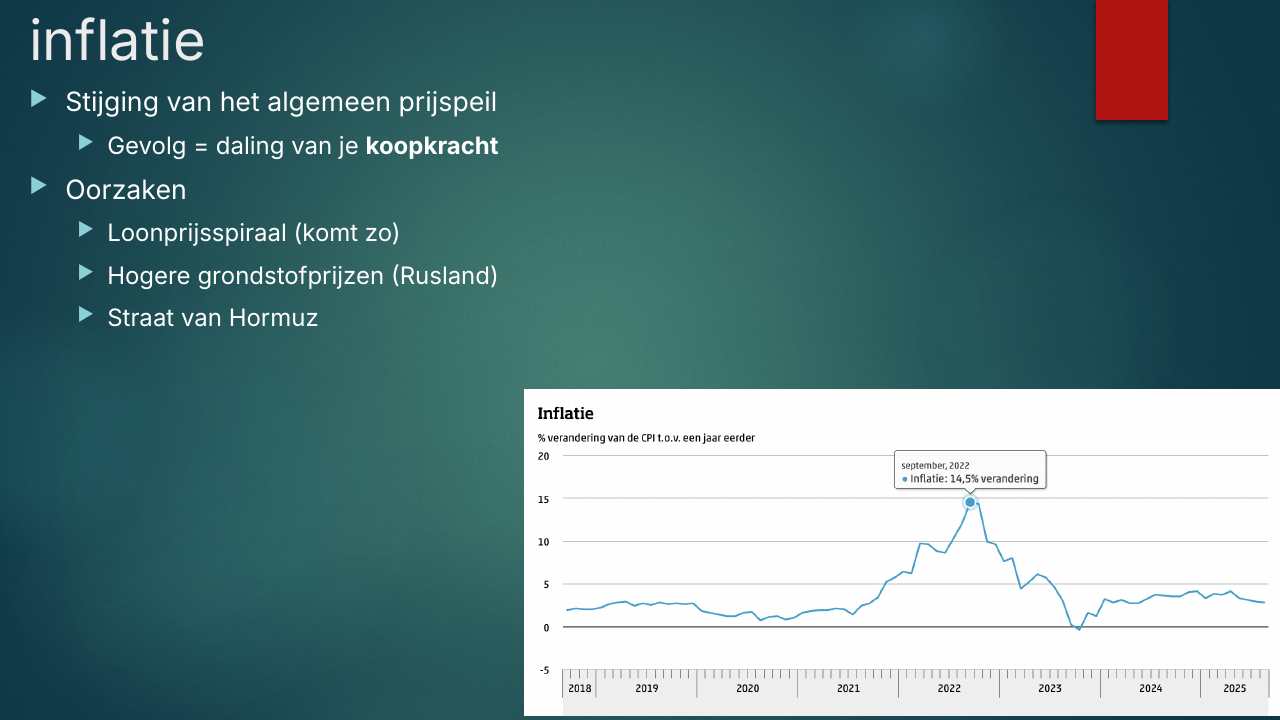 inflatie
Stijging van het algemeen prijspeil
Gevolg = daling van je koopkracht
Oorzaken
Loonprijsspiraal (komt zo)
Hogere grondstofprijzen (Rusland)
Straat van Hormuz
Inflatie
% verandering van de CPI t.o.v. een jaar eerder
20
september, 2022
Inflatie: 14,5% verandering
15
10
5
0
-5
2018 2019 2020 2021 2022 2023 2024 2025